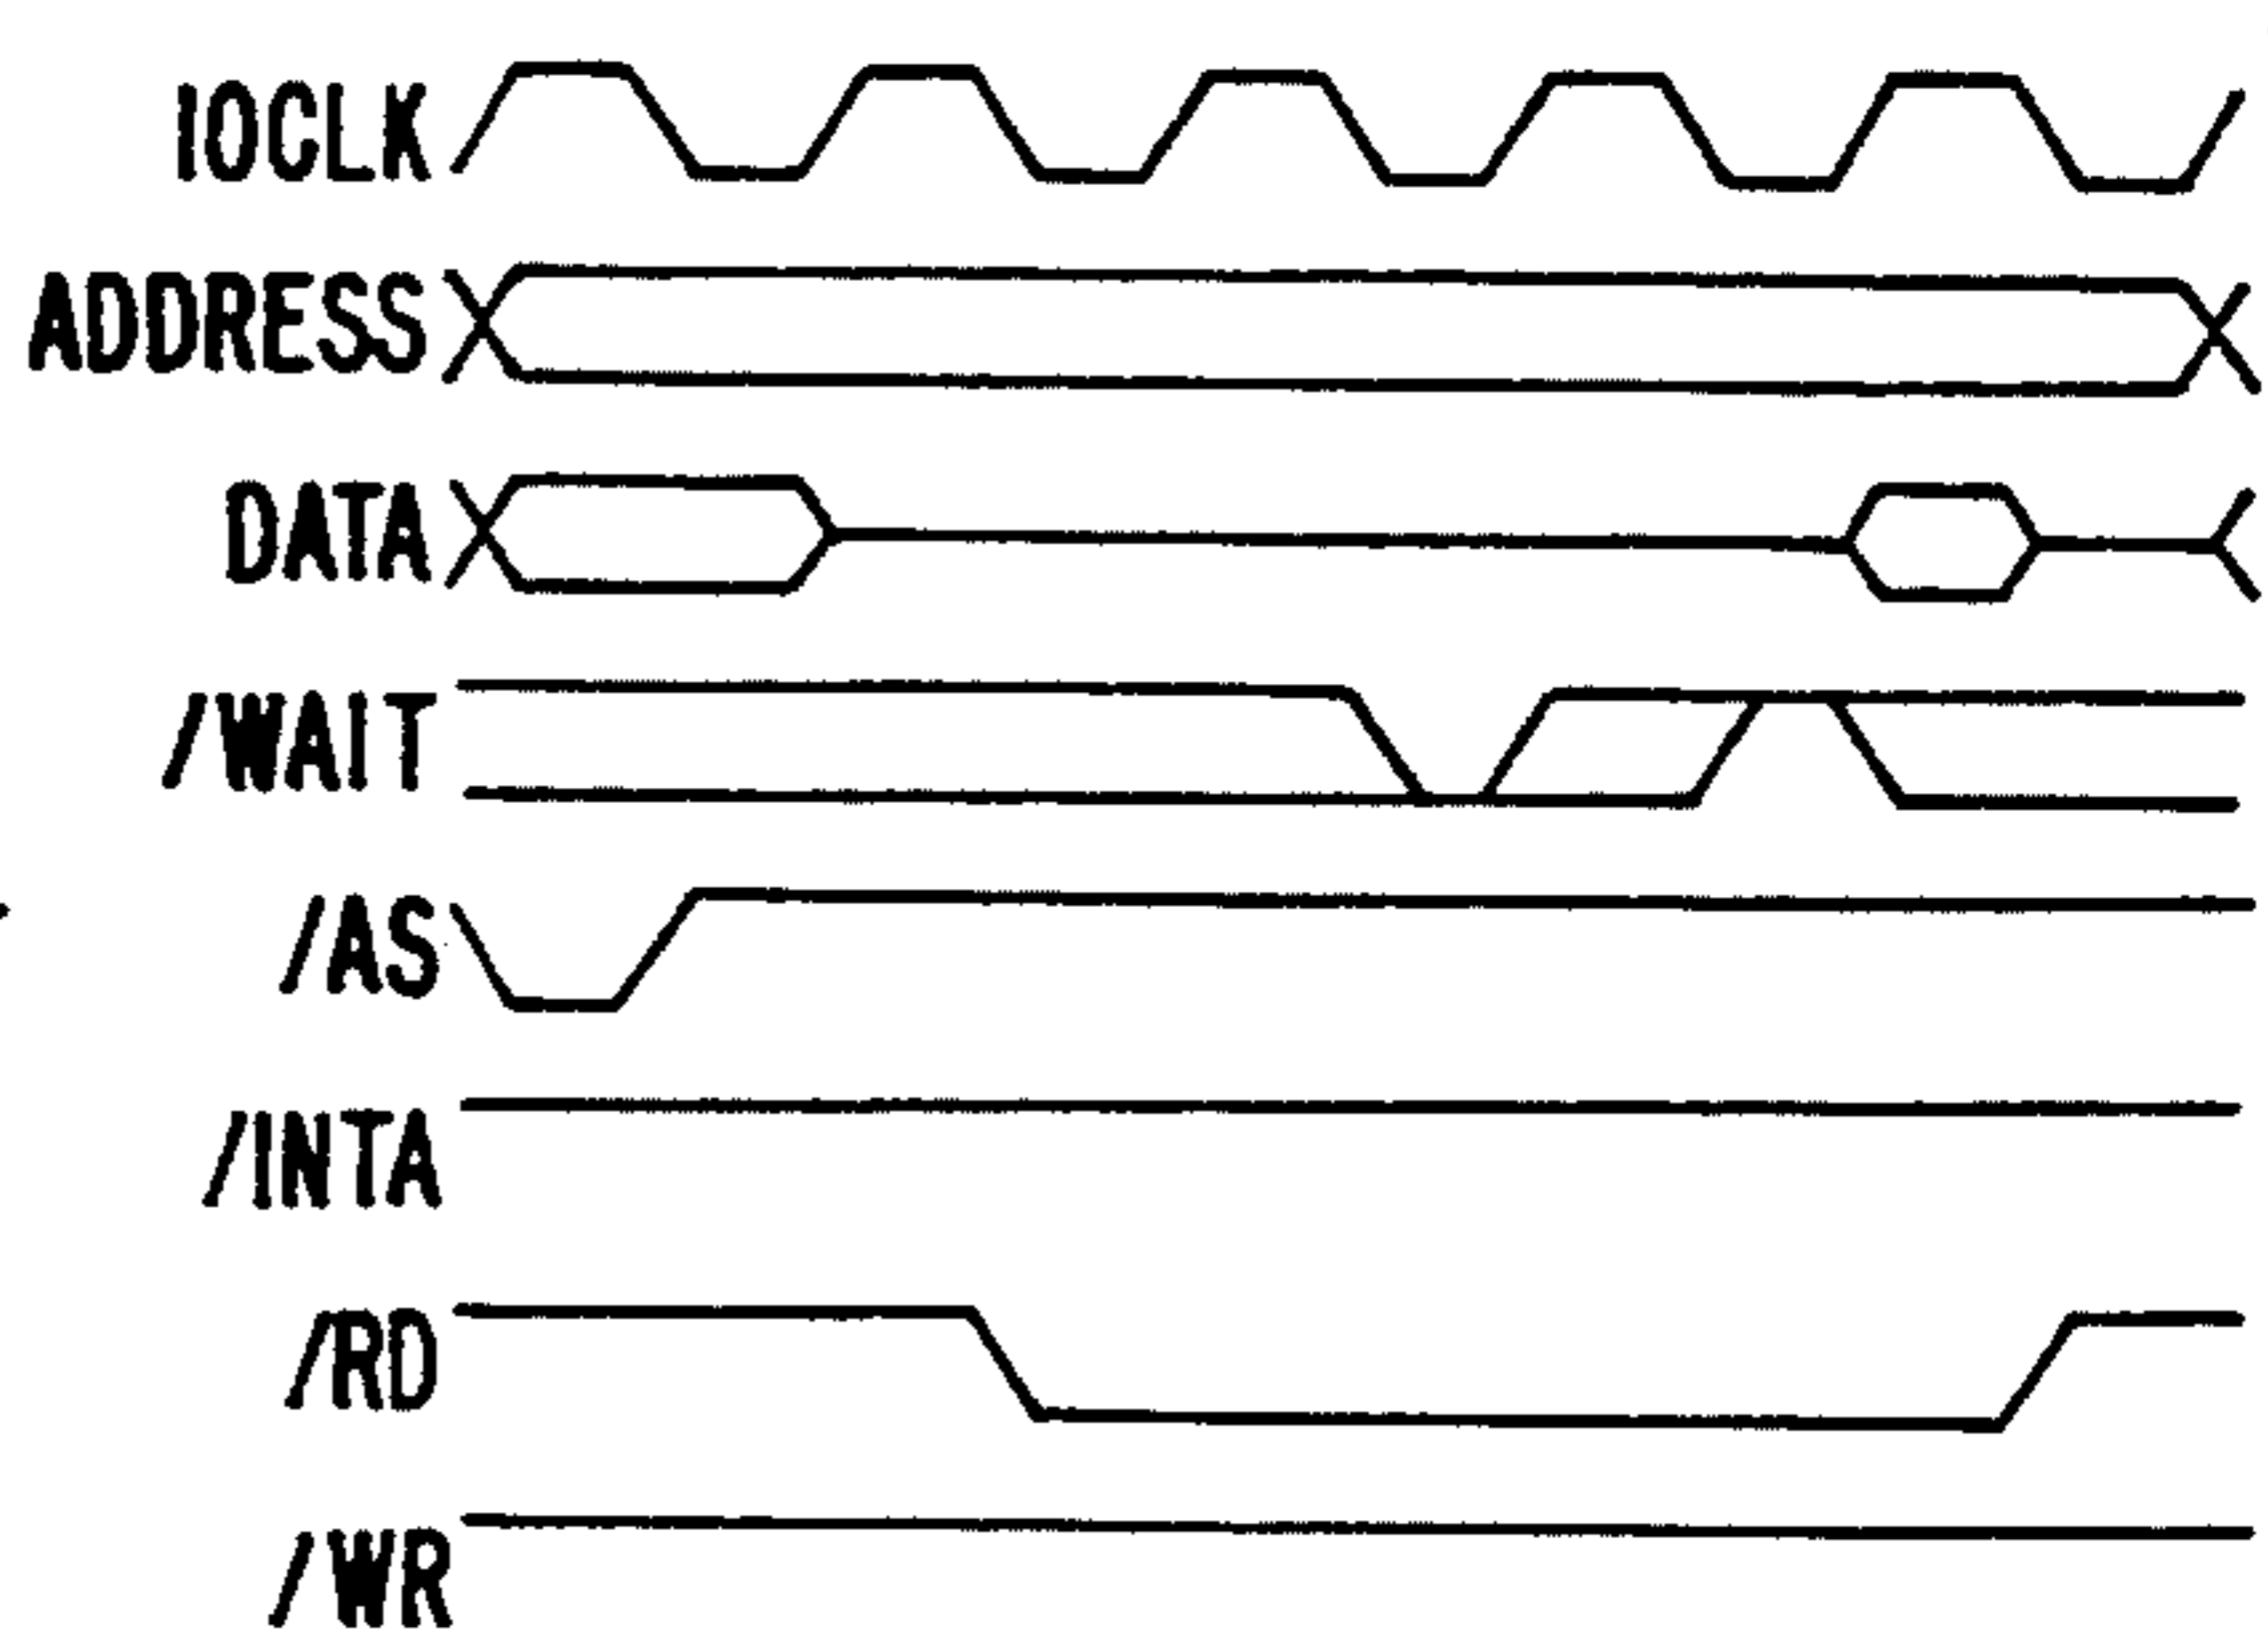 IOCLK
ADDRESS
DATA
/WAIT
/AS
/INTA
/RD
/WR